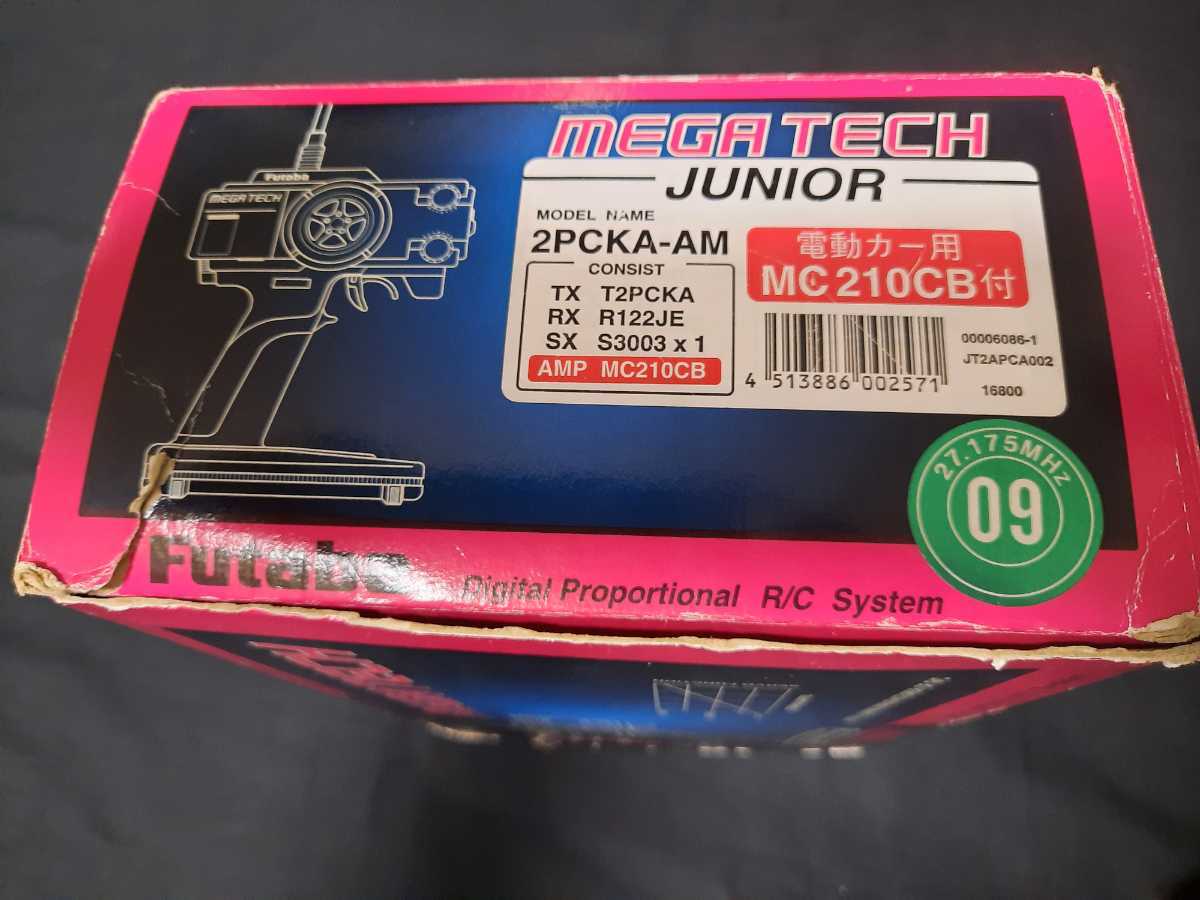 MEGA TECH
JUNIOR
Futaba
MEGA TECH
MODEL NAME
2PCKA-AM
CONSIST
TX T2PCKA
RX R122JE
SX S3003 x 1
AMP MC210CB
電動カー用
MC210CB付
4 513886 002571
00006086-1
JT2APCA002
16800
27.175MHz
09
Futaba
Digital Proportional R/C System